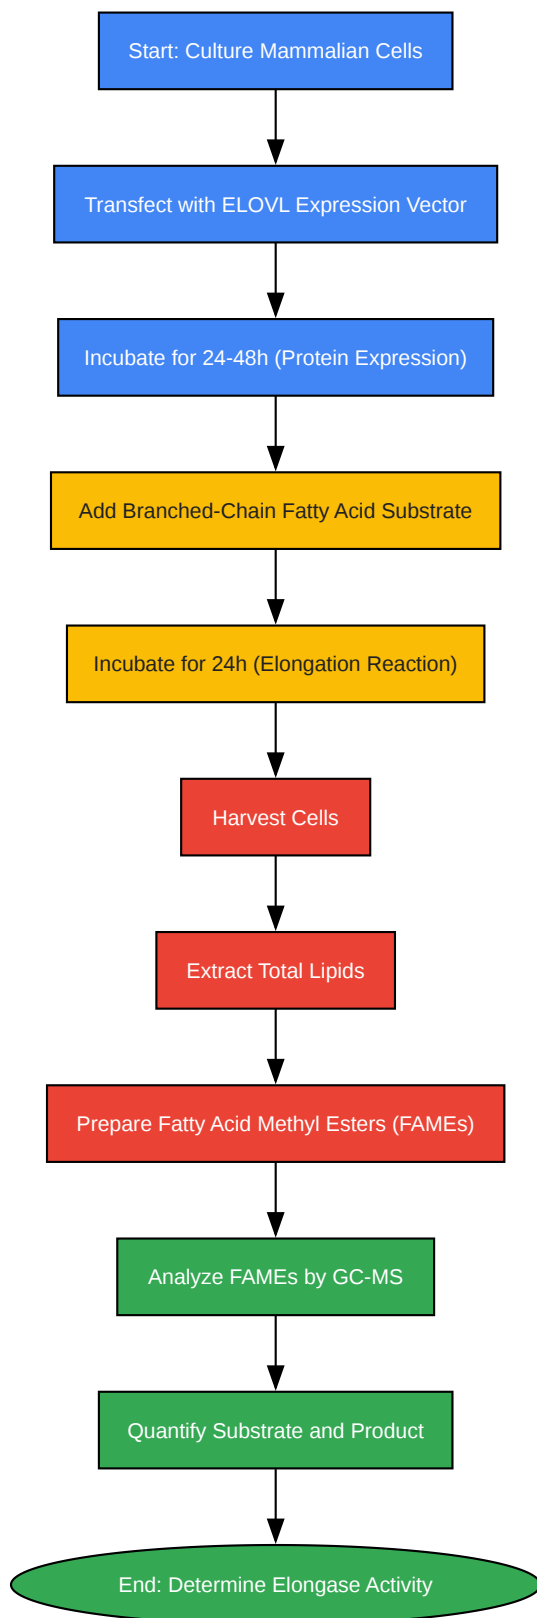 Start: Culture Mammalian Cells
Transfect with ELOVL Expression Vector
Incubate for 24-48h (Protein Expression)
Add Branched-Chain Fatty Acid Substrate
Incubate for 24h (Elongation Reaction)
Harvest Cells
Extract Total Lipids
Prepare Fatty Acid Methyl Esters (FAMEs)
Analyze FAMEs by GC-MS
Quantify Substrate and Product
End: Determine Elongase Activity